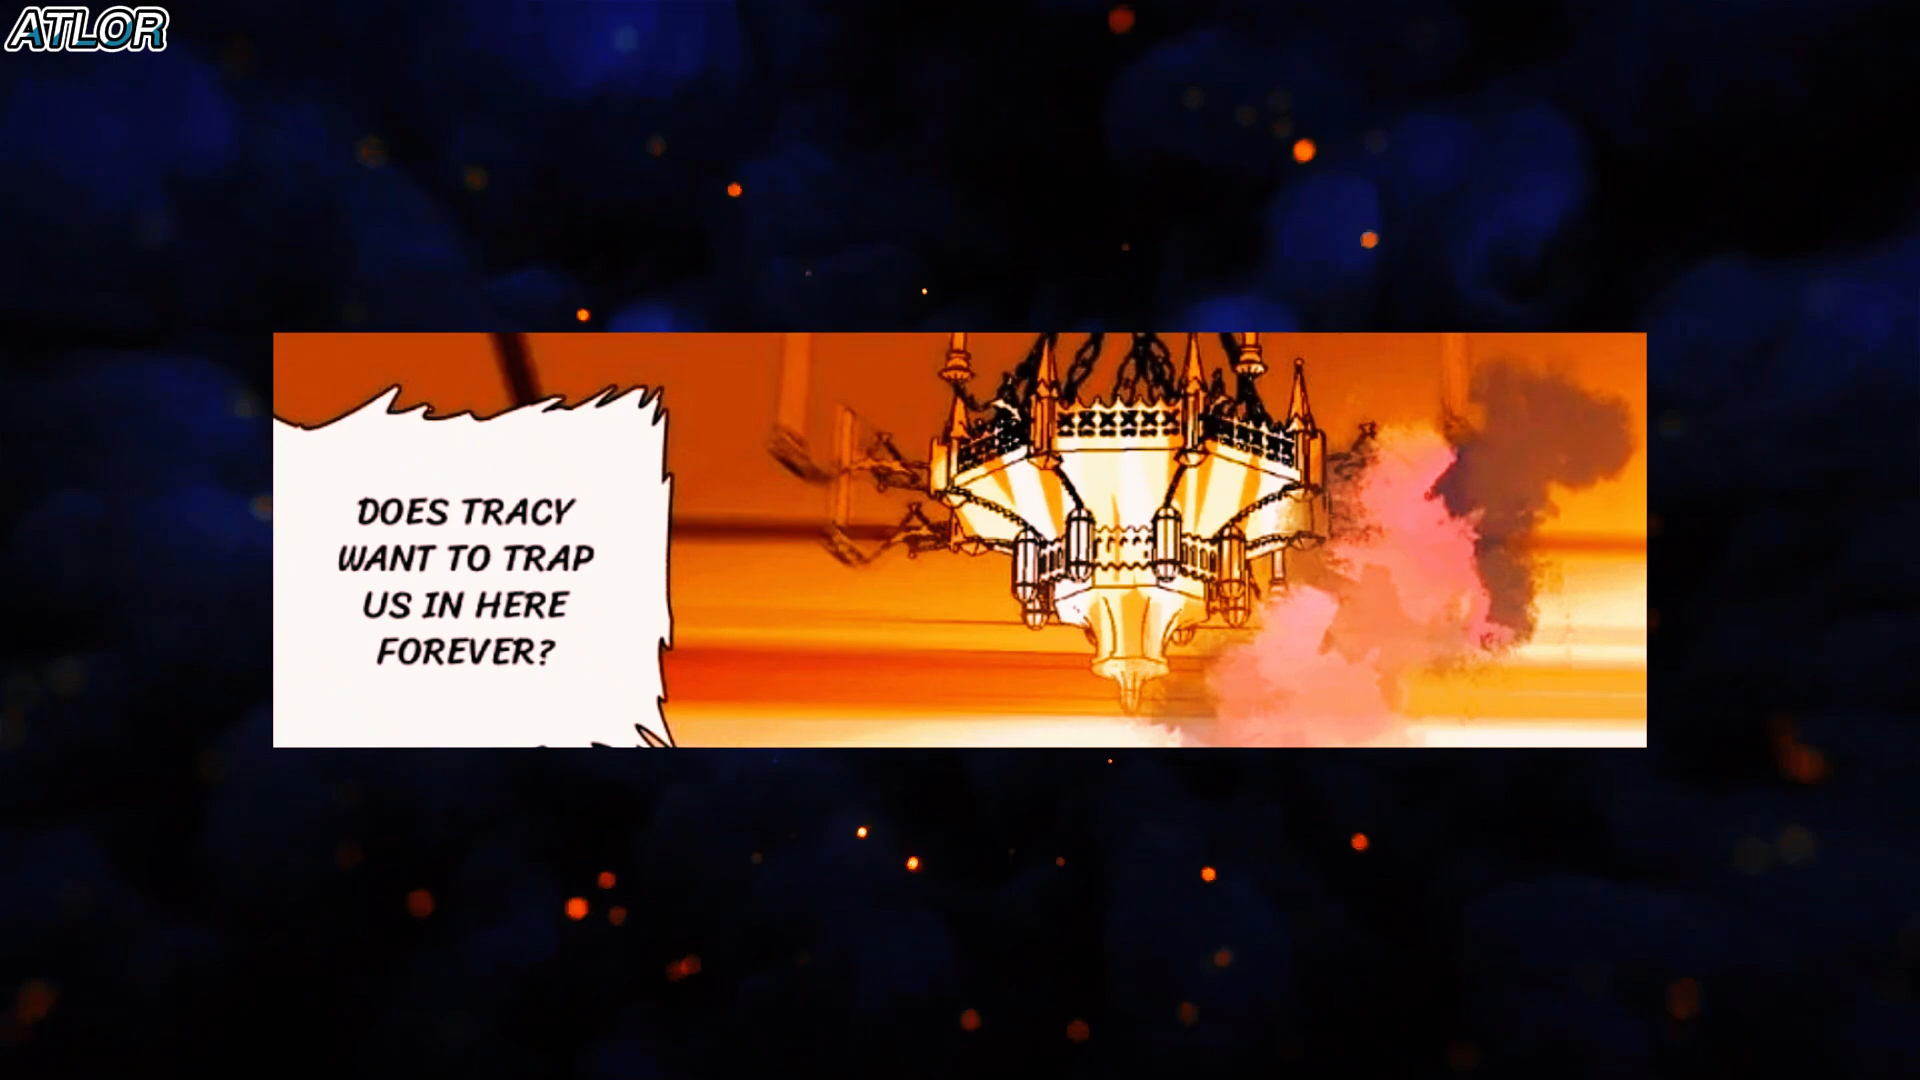 ATLOR
DOES TRACY
WANT TO TRAP
US IN HERE
FOREVER?